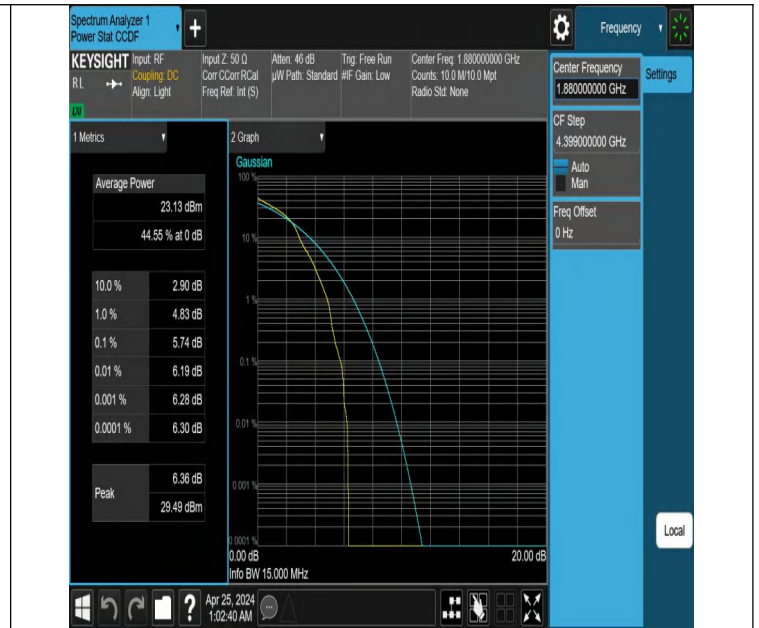 Spectrum Analyzer 1
Power Stat CCDF
+
Frequency
KEYSIGHT
RL
LXI
Input: RF
Coupling: DC
Align: Light
Input Z: 50 Ω
Corr CCorr RCal
Freq Ref: Int (S)
Atten: 46 dB
µW Path: Standard
Trig: Free Run
#IF Gain: Low
Center Freq: 1.880000000 GHz
Counts: 10.0 M/10.0 Mpt
Radio Std: None
Center Frequency
1.880000000 GHz
Settings
CF Step
4.399000000 GHz
Auto
Man
Freq Offset
0 Hz
1 Metrics
Average Power
23.13 dBm
44.55 % at 0 dB
10.0 % 2.90 dB
1.0 % 4.83 dB
0.1 % 5.74 dB
0.01 % 6.19 dB
0.001 % 6.28 dB
0.0001 % 6.30 dB
Peak
6.36 dB
29.49 dBm
2 Graph
Gaussian
100 %
10 %
1 %
0.1 %
0.01 %
0.001 %
0.0001 %
0.00 dB 20.00 dB
Info BW 15.000 MHz
Local
?
Apr 25, 2024
1:02:40 AM